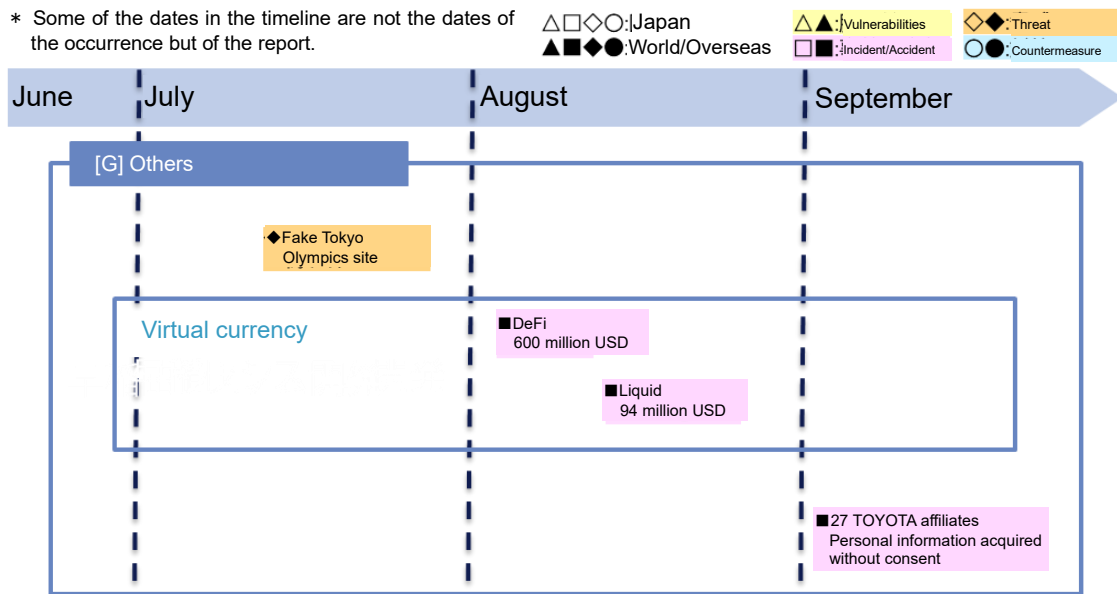 * Some of the dates in the timeline are not the dates of
the occurrence but of the report.
△□◇○:Japan
▲■◆●:World/Overseas
△▲:Vulnerabilities
□■:Incident/Accident
◇◆:Threat
○●:Countermeasure
June July August September
[G] Others
◆Fake Tokyo
Olympics site
Virtual currency
■DeFi
600 million USD
■Liquid
94 million USD
■27 TOYOTA affiliates
Personal information acquired
without consent